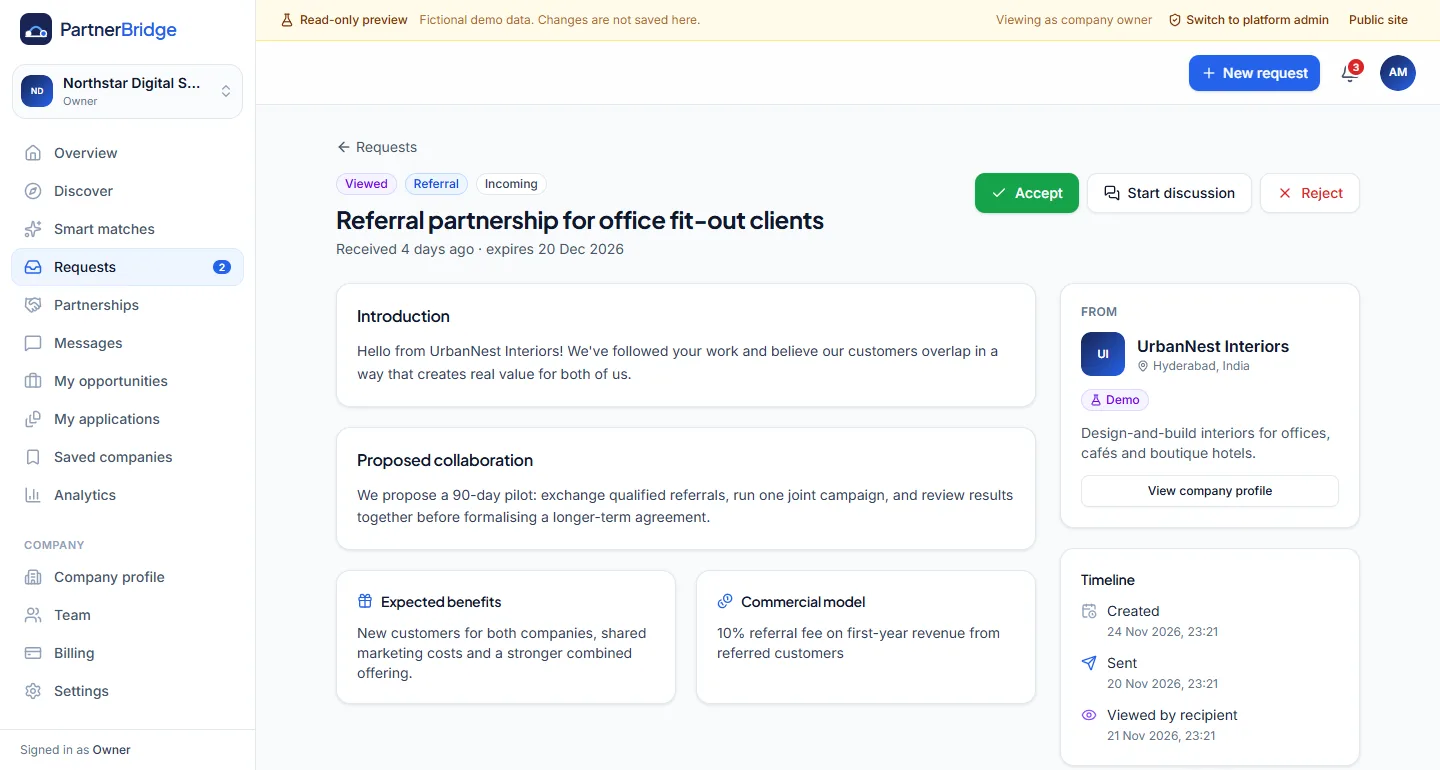 PartnerBridge
ND
Northstar Digital S...
Owner
Overview
Discover
Smart matches
Requests
2
Partnerships
Messages
My opportunities
My applications
Saved companies
Analytics
COMPANY
Company profile
Team
Billing
Settings
Signed in as Owner
Read-only preview Fictional demo data. Changes are not saved here.
Viewing as company owner Switch to platform admin Public site
+ New request
3
AM
← Requests
Viewed Referral Incoming
Referral partnership for office fit-out clients
Received 4 days ago · expires 20 Dec 2026
Accept Start discussion Reject
Introduction
Hello from UrbanNest Interiors! We've followed your work and believe our customers overlap in a
way that creates real value for both of us.
Proposed collaboration
We propose a 90-day pilot: exchange qualified referrals, run one joint campaign, and review results
together before formalising a longer-term agreement.
Expected benefits
New customers for both companies, shared
marketing costs and a stronger combined
offering.
Commercial model
10% referral fee on first-year revenue from
referred customers
FROM
UI
UrbanNest Interiors
Hyderabad, India
Demo
Design-and-build interiors for offices,
cafés and boutique hotels.
View company profile
Timeline
Created
24 Nov 2026, 23:21
Sent
20 Nov 2026, 23:21
Viewed by recipient
21 Nov 2026, 23:21